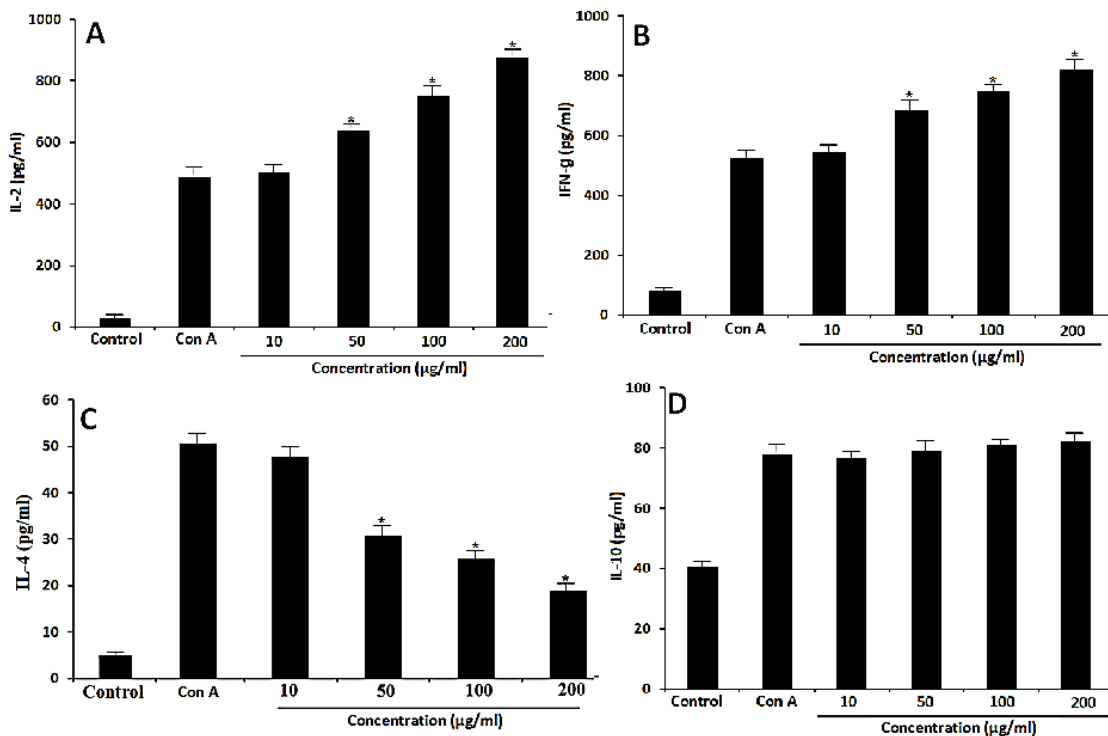 A
IL-2 (pg/ml)
1000
800
600
400
200
0
* * *
Control Con A 10 50 100 200
Concentration (µg/ml)
B
IFN-g (pg/ml)
1000
800
600
400
200
0
* * *
Control Con A 10 50 100 200
Concentration (µg/ml)
C
IL-4 (pg/ml)
60
50
40
30
20
10
0
* * *
Control Con A 10 50 100 200
Concentration (µg/ml)
D
IL-10 (pg/ml)
100
80
60
40
20
0
Control Con A 10 50 100 200
Concentration (µg/ml)